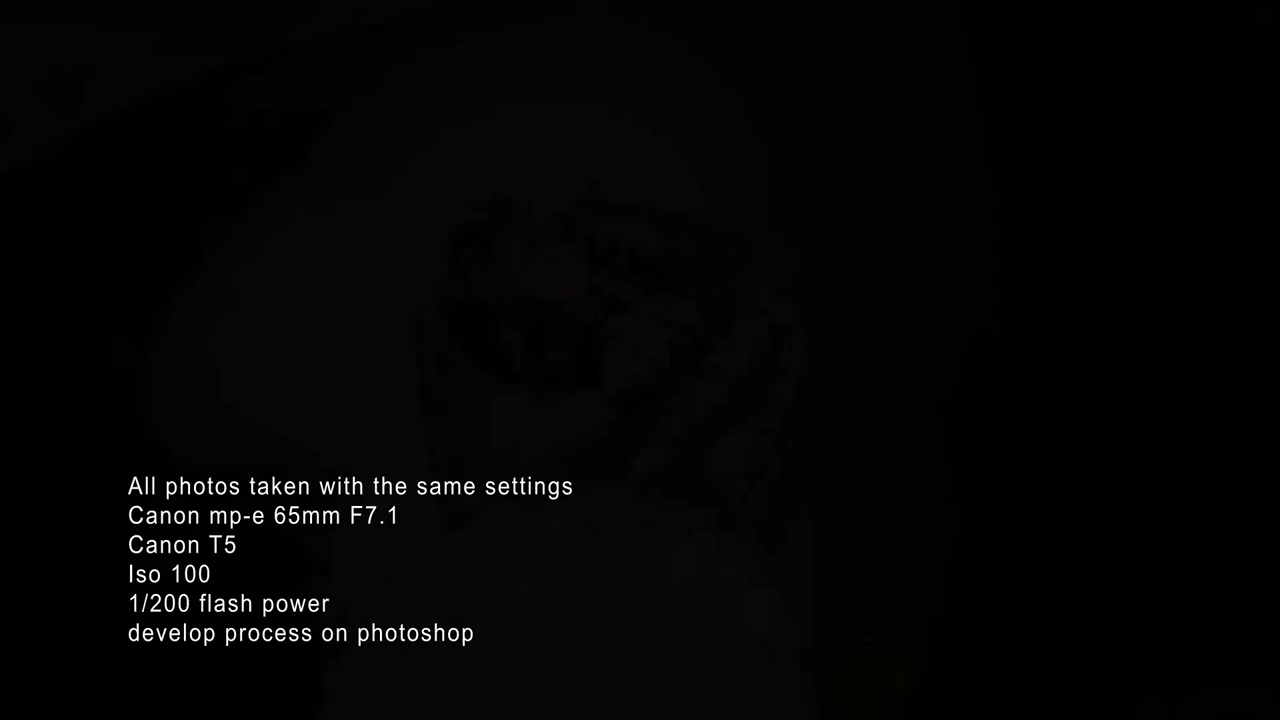 All photos taken with the same settings
Canon mp-e 65mm F7.1
Canon T5
Iso 100
1/200 flash power
develop process on photoshop